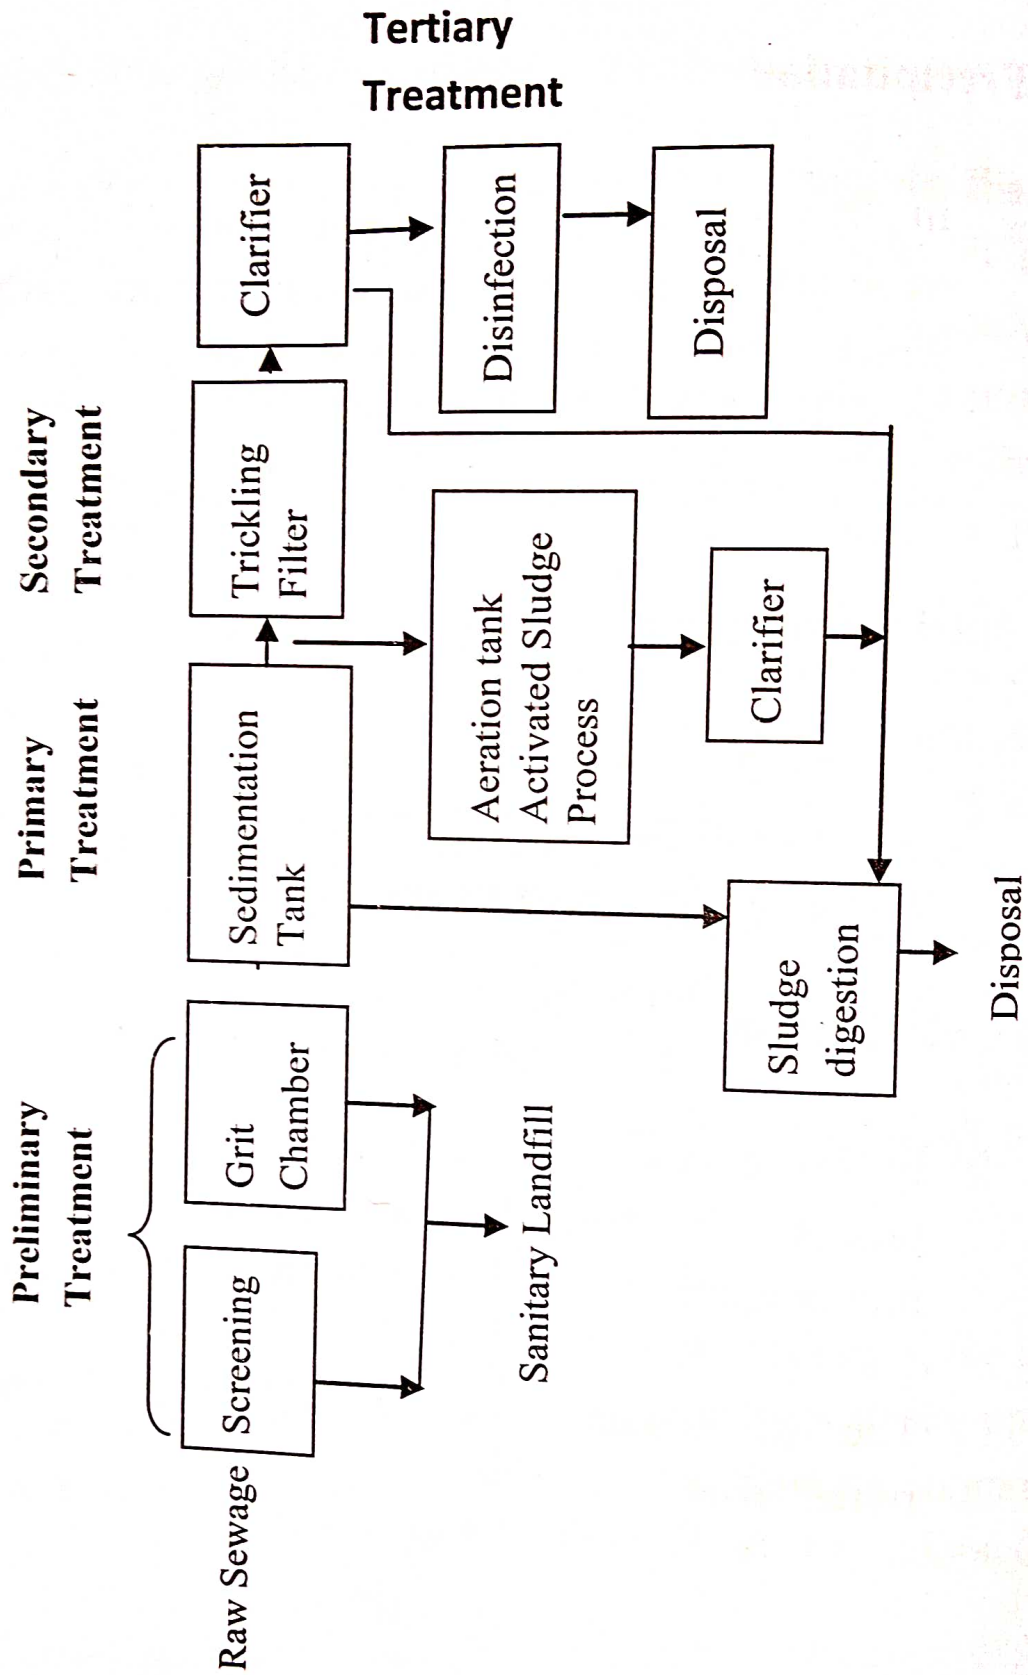 Tertiary
Treatment
Preliminary
Treatment
Primary
Treatment
Secondary
Treatment
Raw Sewage
Screening
Grit
Chamber
Sedimentation
Tank
Trickling
Filter
Clarifier
Sanitary Landfill
Aeration tank
Activated Sludge
Process
Disinfection
Sludge
digestion
Clarifier
Disposal
Disposal